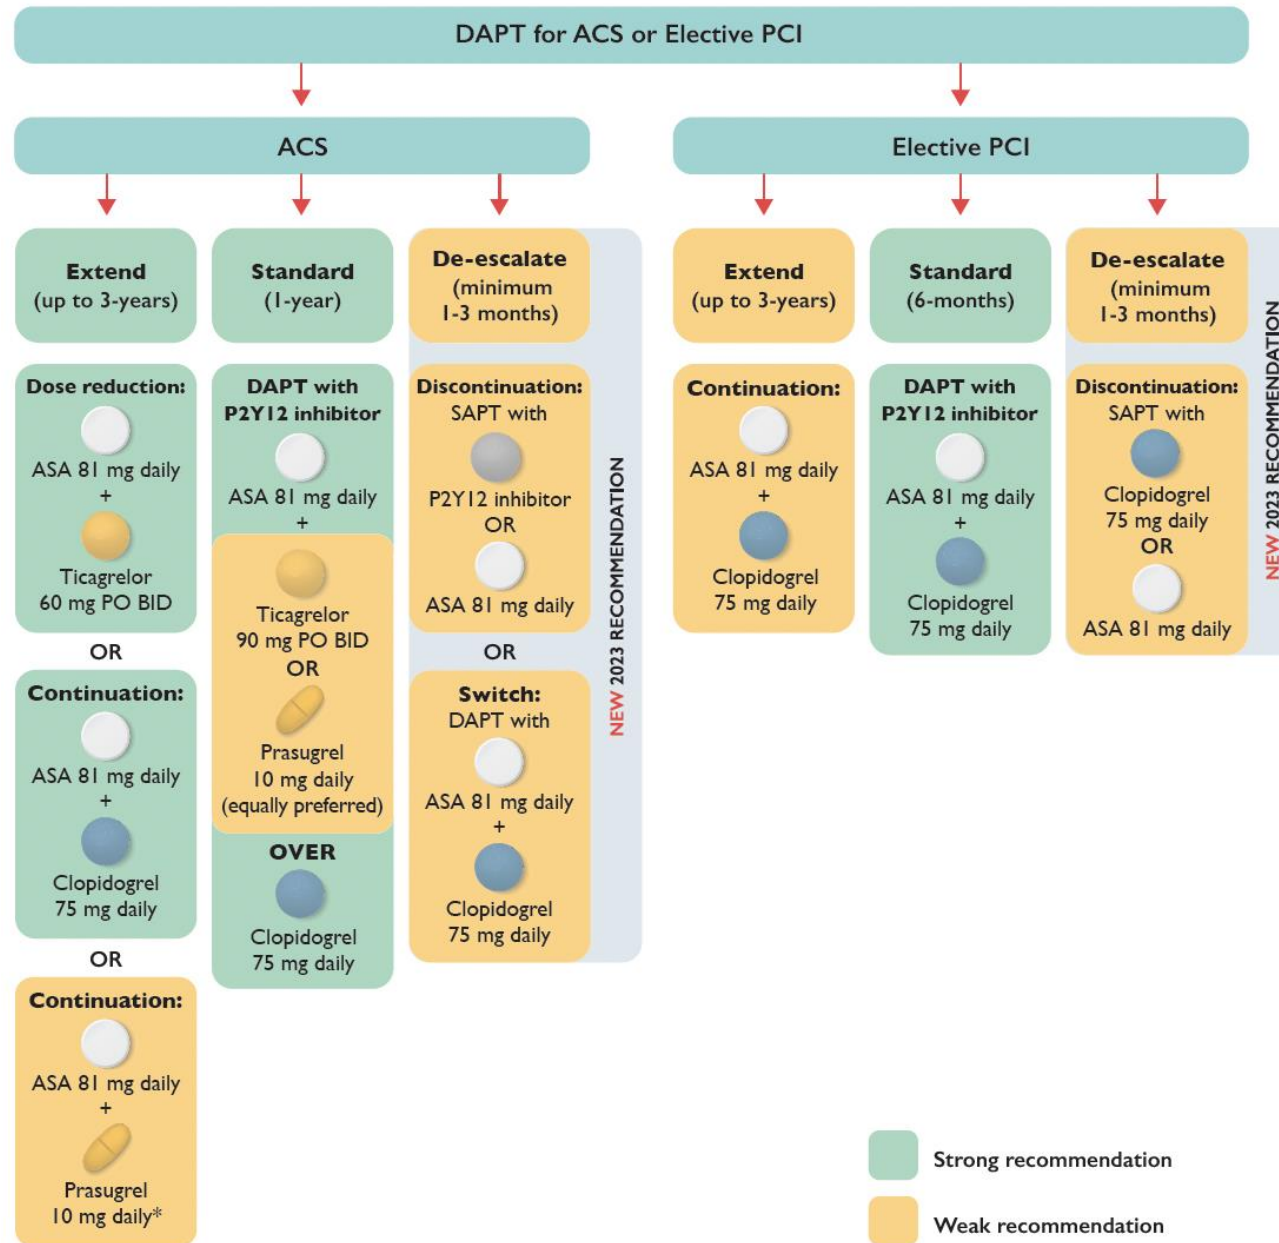 DAPT for ACS or Elective PCI
ACS
Extend
(up to 3-years)
Dose reduction:
ASA 81 mg daily
+
Ticagrelor
60 mg PO BID
OR
Continuation:
ASA 81 mg daily
+
Clopidogrel
75 mg daily
OR
Continuation:
ASA 81 mg daily
+
Prasugrel
10 mg daily*
Standard
(1-year)
DAPT with
P2Y12 inhibitor
ASA 81 mg daily
+
Ticagrelor
90 mg PO BID
OR
Prasugrel
10 mg daily
(equally preferred)
OVER
Clopidogrel
75 mg daily
De-escalate
(minimum
1-3 months)
Discontinuation:
SAPT with
P2Y12 inhibitor
OR
ASA 81 mg daily
OR
Switch:
DAPT with
ASA 81 mg daily
+
Clopidogrel
75 mg daily
NEW 2023 RECOMMENDATION
Elective PCI
Extend
(up to 3-years)
Continuation:
ASA 81 mg daily
+
Clopidogrel
75 mg daily
Standard
(6-months)
DAPT with
P2Y12 inhibitor
ASA 81 mg daily
+
Clopidogrel
75 mg daily
De-escalate
(minimum
1-3 months)
Discontinuation:
SAPT with
Clopidogrel
75 mg daily
OR
ASA 81 mg daily
NEW 2023 RECOMMENDATION
Strong recommendation
Weak recommendation